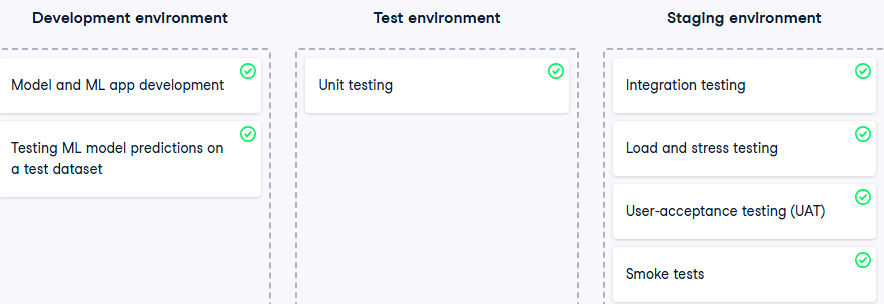 Development environment
Model and ML app development
Testing ML model predictions on
a test dataset
Test environment
Unit testing
Staging environment
Integration testing
Load and stress testing
User-acceptance testing (UAT)
Smoke tests